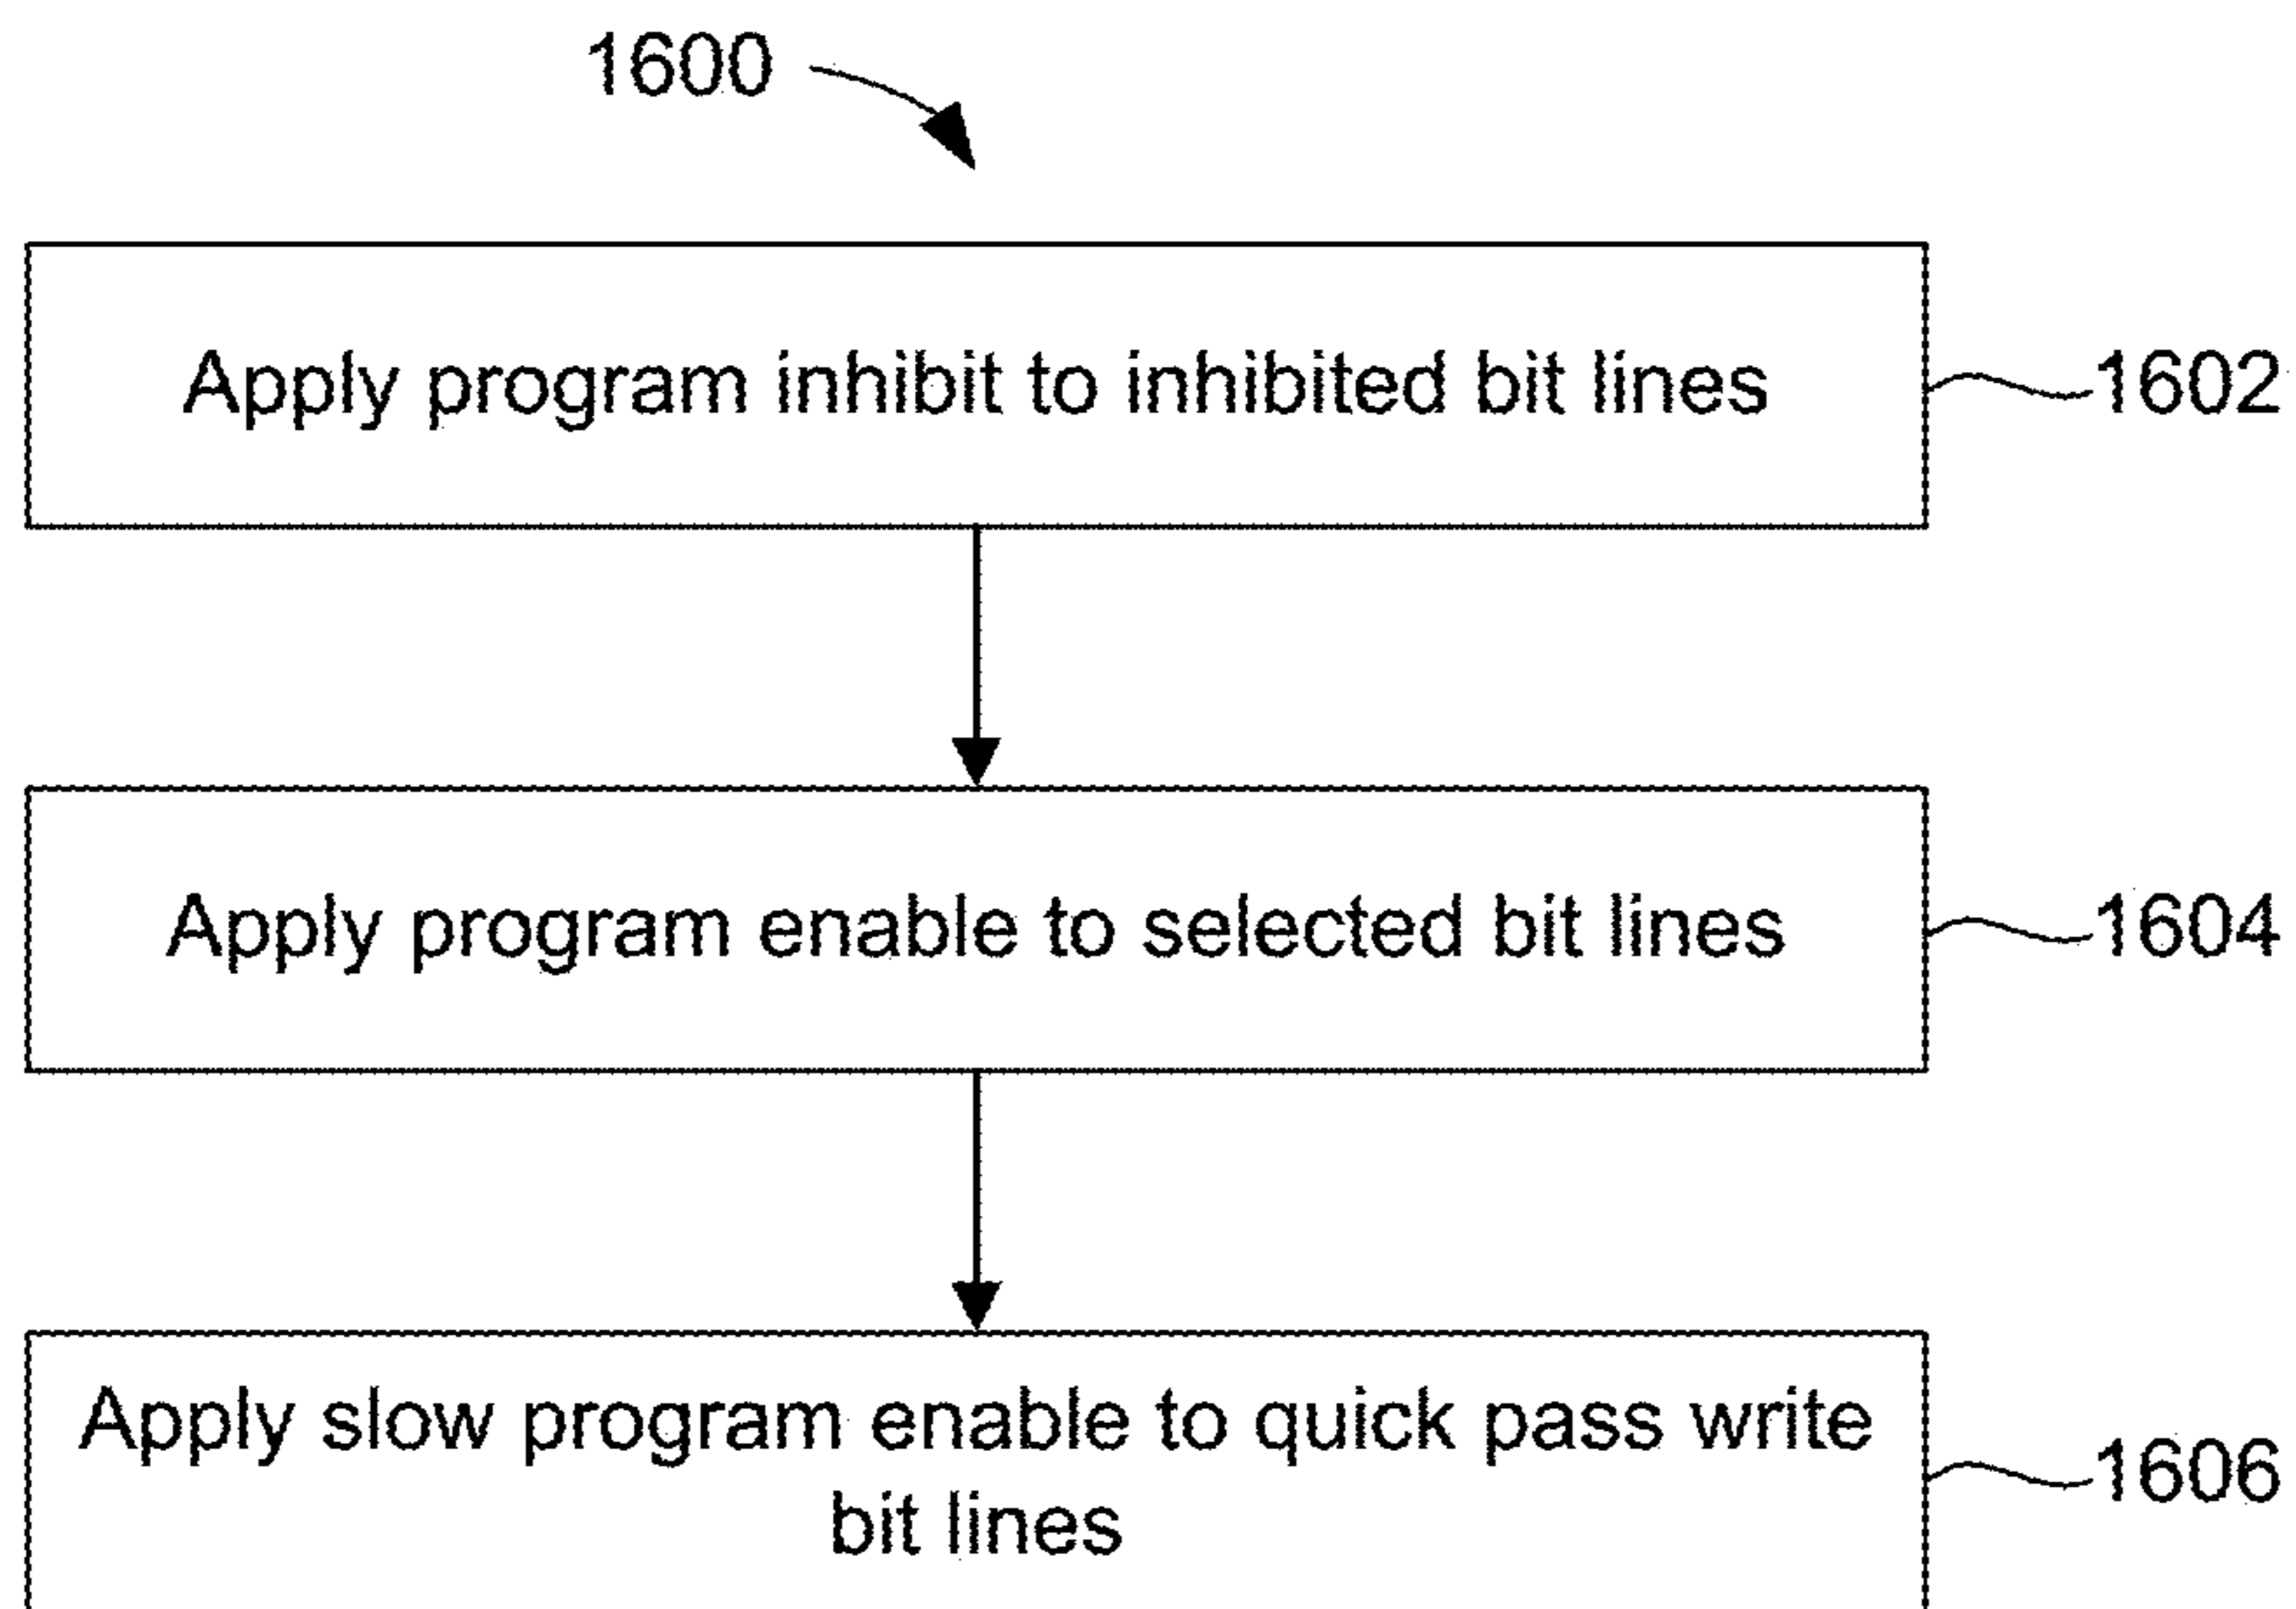 1600
Apply program inhibit to inhibited bit lines
1602
Apply program enable to selected bit lines
1604
Apply slow program enable to quick pass write
bit lines
1606